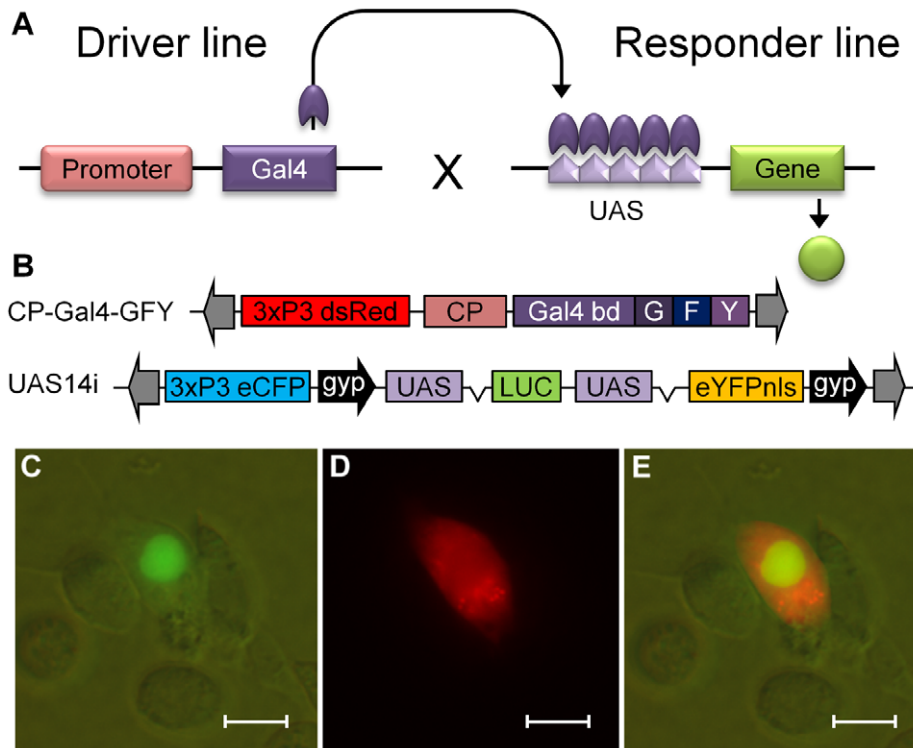 A
Driver line
Responder line
Promoter
Gal4
X
UAS
Gene
B
CP-Gal4-GFY
3xP3 dsRed
CP
Gal4 bd
G
F
Y
UAS14i
3xP3 eCFP
gyp
UAS
LUC
UAS
eYFPnls
gyp
C
D
E